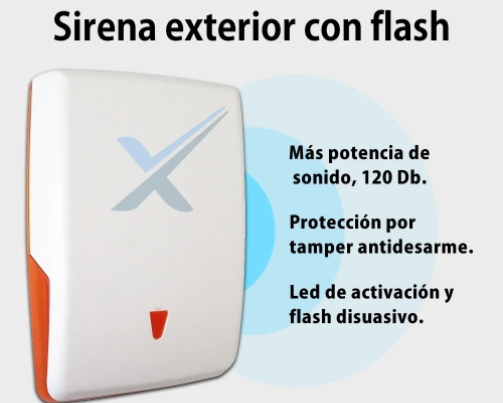 Sirena exterior con flash
Más potencia de
sonido, 120 Db.
Protección por
tamper antidesarme.
Led de activación y
flash disuasivo.